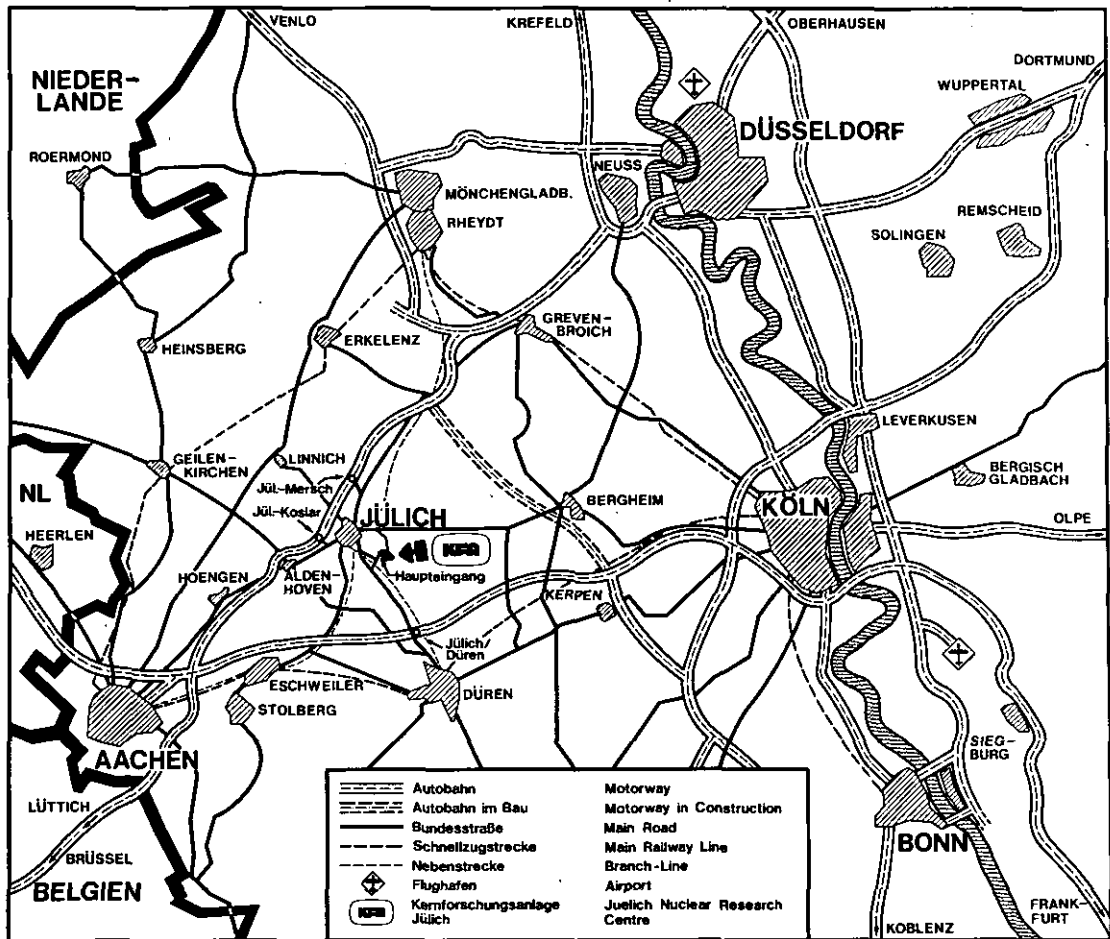 VENLO
KREFELD
OBERHAUSEN
DORTMUND
NIEDER-
LANDE
WUPPERTAL
DÜSSELDORF
ROERMOND
NEUSS
MÖNCHENGLADB.
RHEYDT
REMSCHEID
SOLINGEN
GREVEN-
BROICH
ERKELENZ
HEINSBERG
LEVERKUSEN
GEILEN-
KIRCHEN
LINNICH
BERGISCH
GLADBACH
NL
Jül.-Mersch
BERGHEIM
KÖLN
Jül.-Koslar
JÜLICH
OLPE
HEERLEN
KFA
Haupteingang
HOENGEN
ALDEN-
HOVEN
KERPEN
Jülich/
Düren
ESCHWEILER
DÜREN
STOLBERG
SIEG-
BURG
AACHEN
LÜTTICH
BONN
BRÜSSEL
BELGIEN
KOBLENZ
FRANK-
FURT
Autobahn Motorway
Autobahn im Bau Motorway in Construction
Bundesstraße Main Road
Schnellzugstrecke Main Railway Line
Nebenstrecke Branch-Line
Flughafen Airport
KFA Kernforschungsanlage Juelich Nuclear Research
Jülich Centre